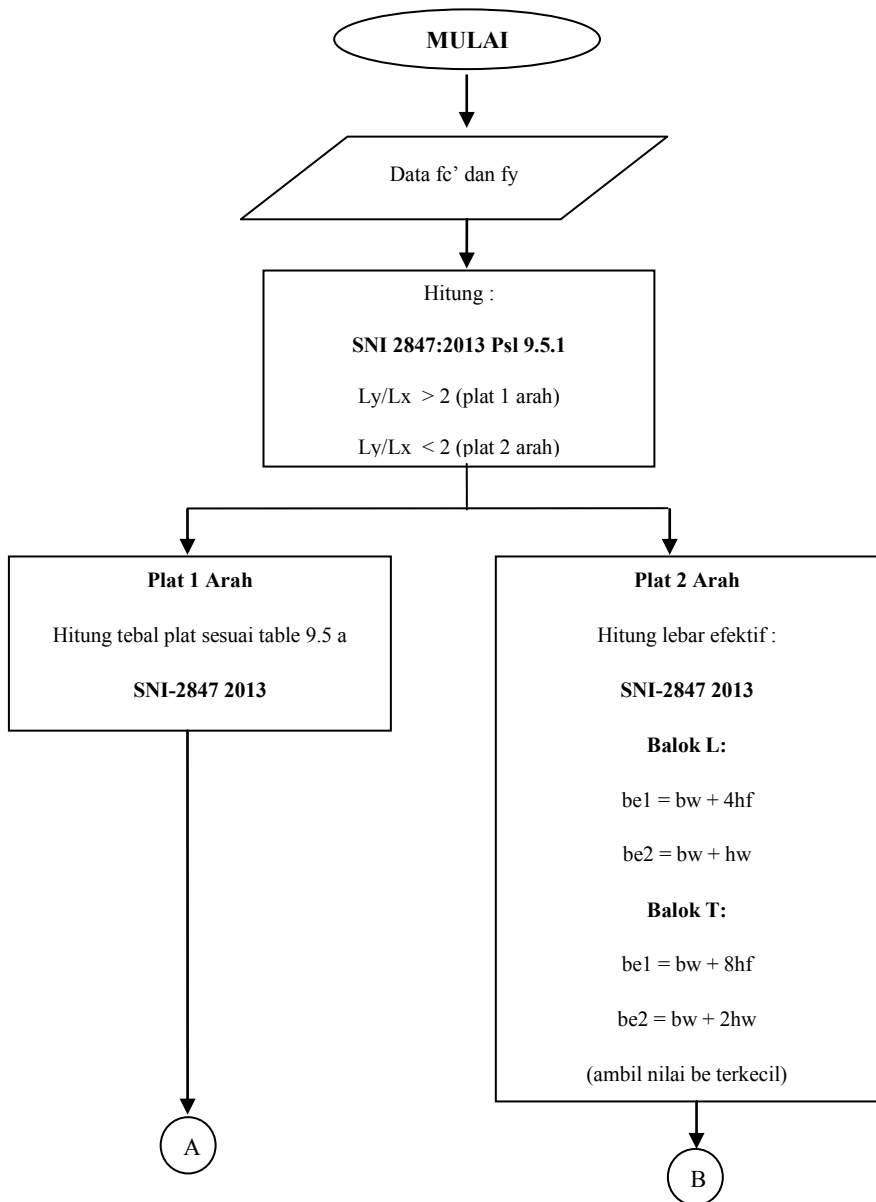 MULAI
Data fc’ dan fy
Hitung :
SNI 2847:2013 Psl 9.5.1
Ly/Lx > 2 (plat 1 arah)
Ly/Lx < 2 (plat 2 arah)
Plat 1 Arah
Hitung tebal plat sesuai table 9.5 a
SNI-2847 2013
A
Plat 2 Arah
Hitung lebar efektif :
SNI-2847 2013
Balok L:
be1 = bw + 4hf
be2 = bw + hw
Balok T:
be1 = bw + 8hf
be2 = bw + 2hw
(ambil nilai be terkecil)
B